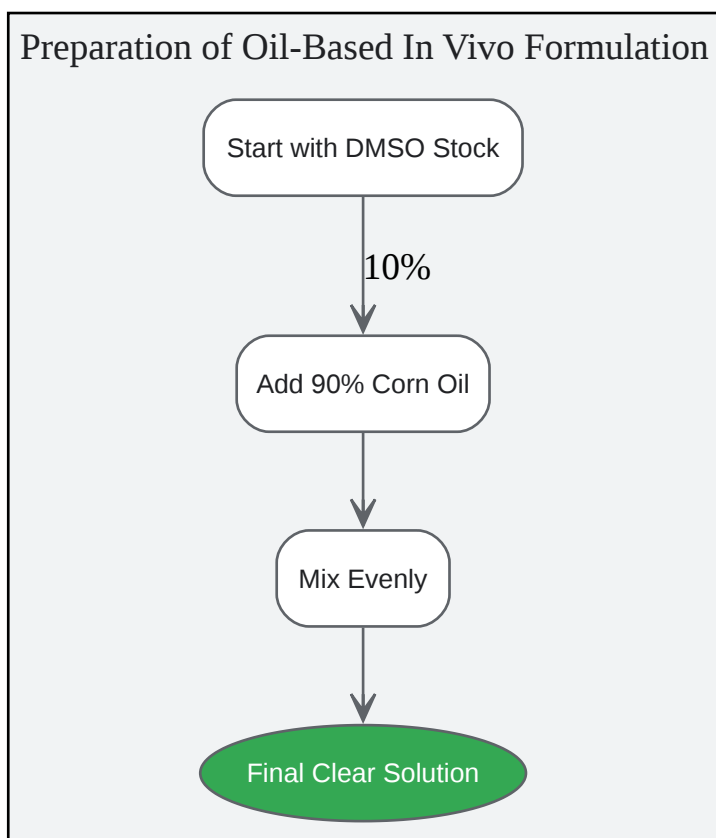 Preparation of Oil-Based In Vivo Formulation
Start with DMSO Stock
10%
Add 90% Corn Oil
Mix Evenly
Final Clear Solution